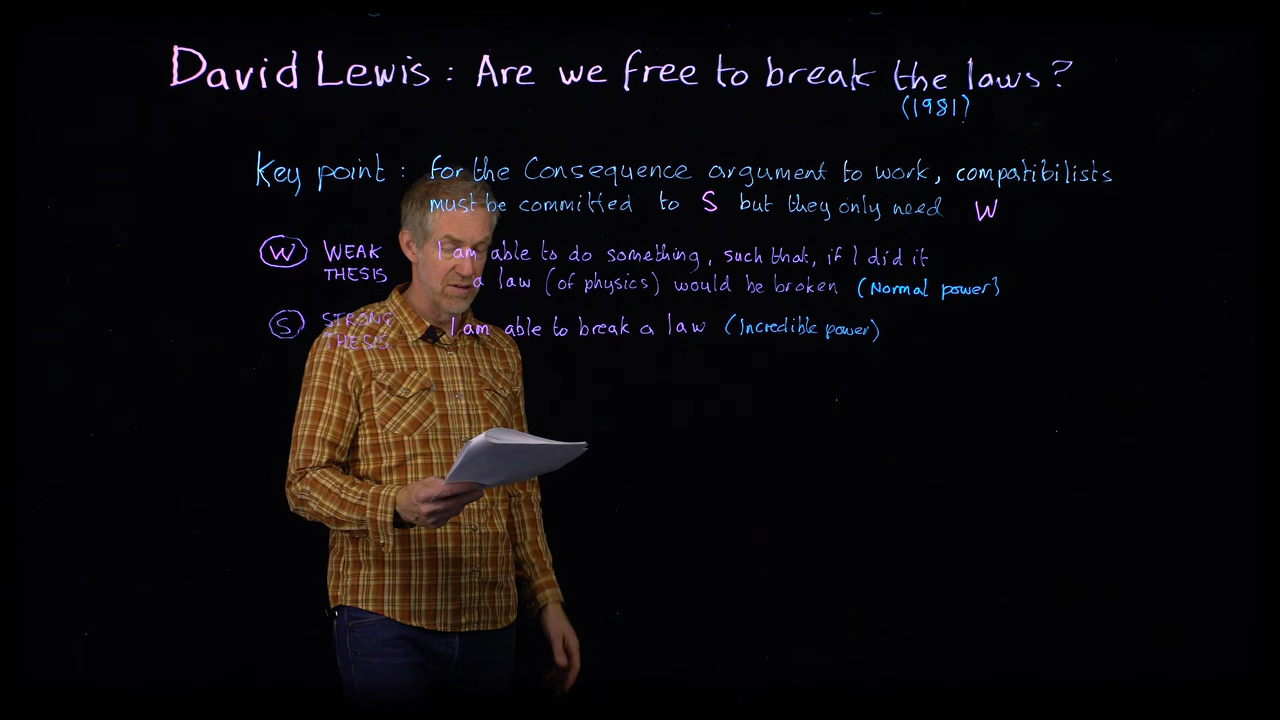 David Lewis : Are we free to break the laws?
(1981)
Key point : for the Consequence argument to work, compatibilists
must be committed to S but they only need W
W WEAK THESIS I am able to do something, such that, if I did it
a law (of physics) would be broken (Normal power)
S STRONG THESIS I am able to break a law (Incredible power)